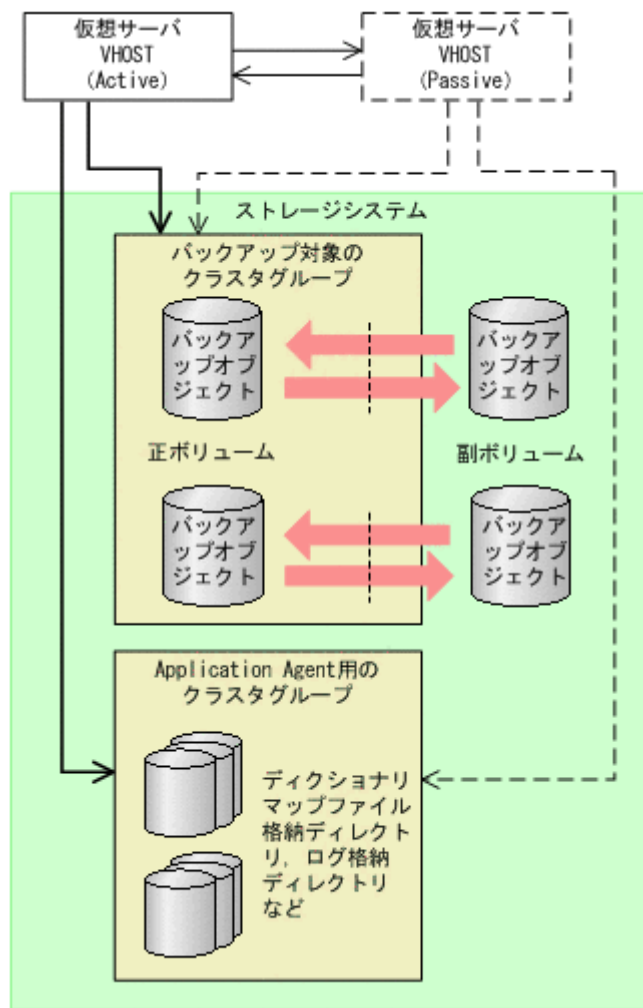 仮想サーバ
VHOST
(Active)
仮想サーバ
VHOST
(Passive)
ストレージシステム
バックアップ対象の
クラスタグループ
バックア
ップオブ
ジェクト
バックア
ップオブ
ジェクト
正ボリューム
副ボリューム
バックア
ップオブ
ジェクト
バックア
ップオブ
ジェクト
Application Agent用の
クラスタグループ
ディクショナリ
マップファイル
格納ディレクト
リ，ログ格納
ディレクトリ
など